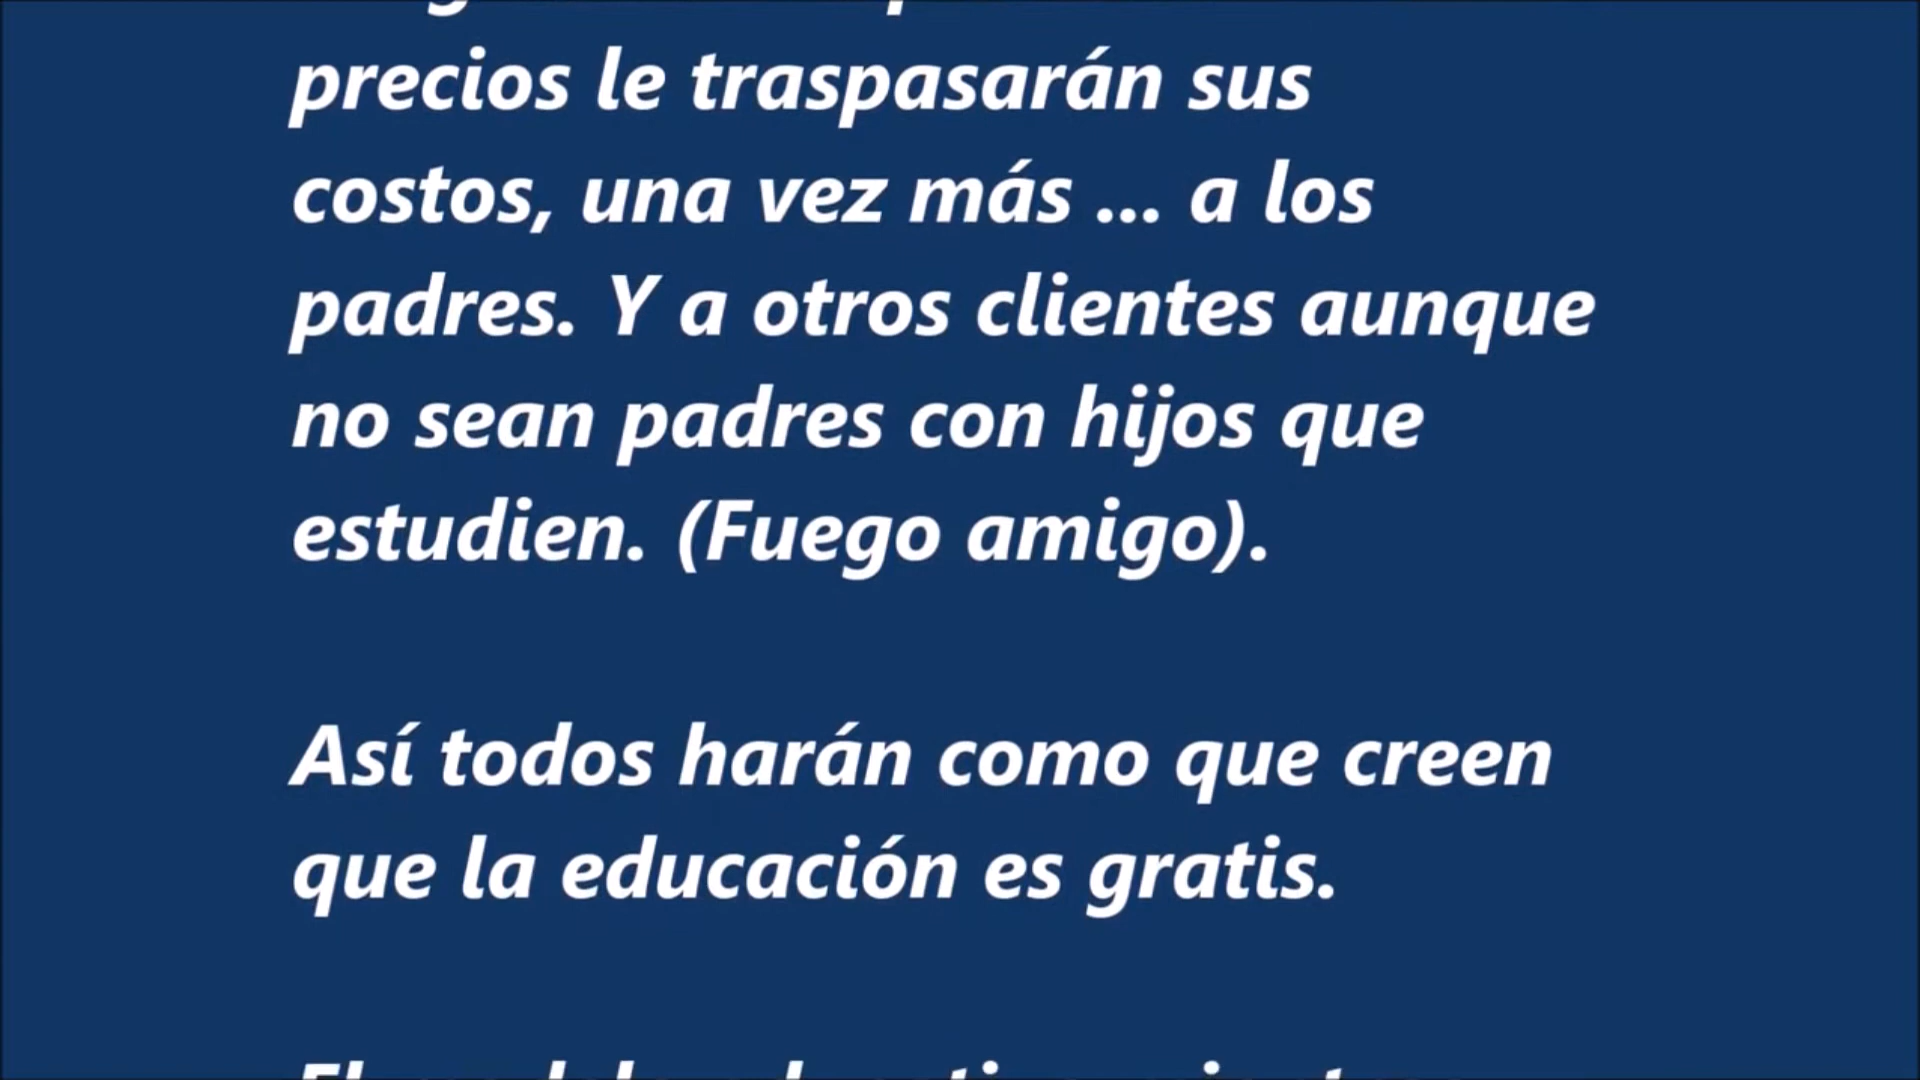 precios le traspasarán sus
costos, una vez más ... a los
padres. Y a otros clientes aunque
no sean padres con hijos que
estudien. (Fuego amigo).
Así todos harán como que creen
que la educación es gratis.